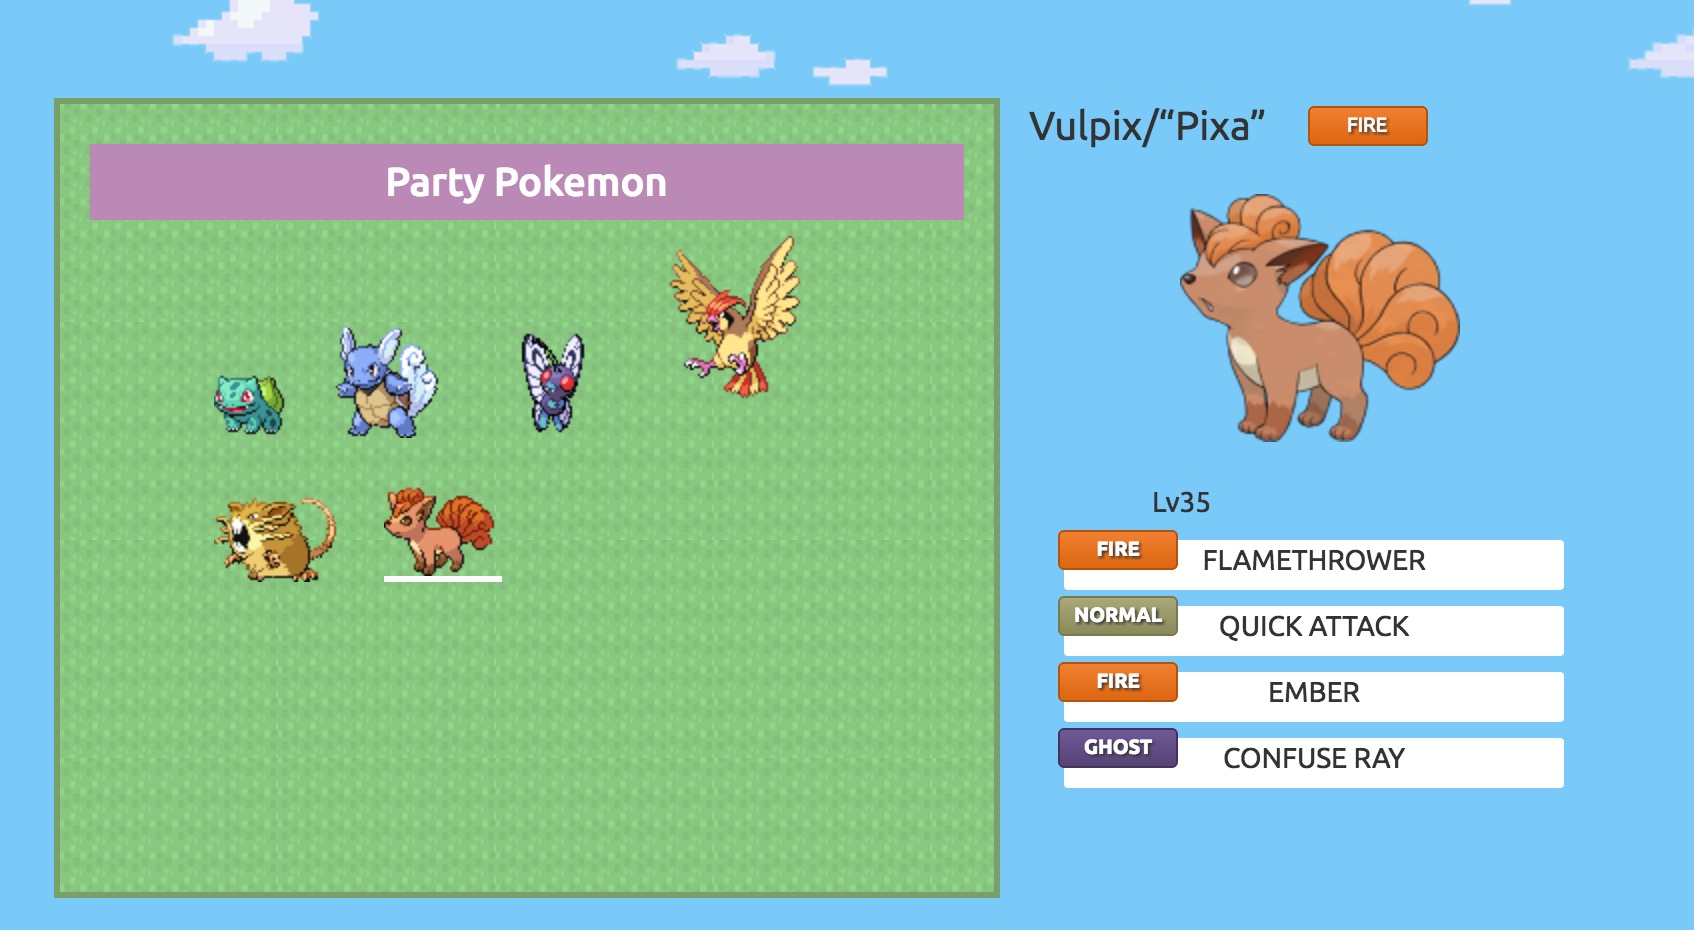 Party Pokemon
Vulpix/“Pixa” FIRE
Lv35
FIRE FLAMETHROWER
NORMAL QUICK ATTACK
FIRE EMBER
GHOST CONFUSE RAY